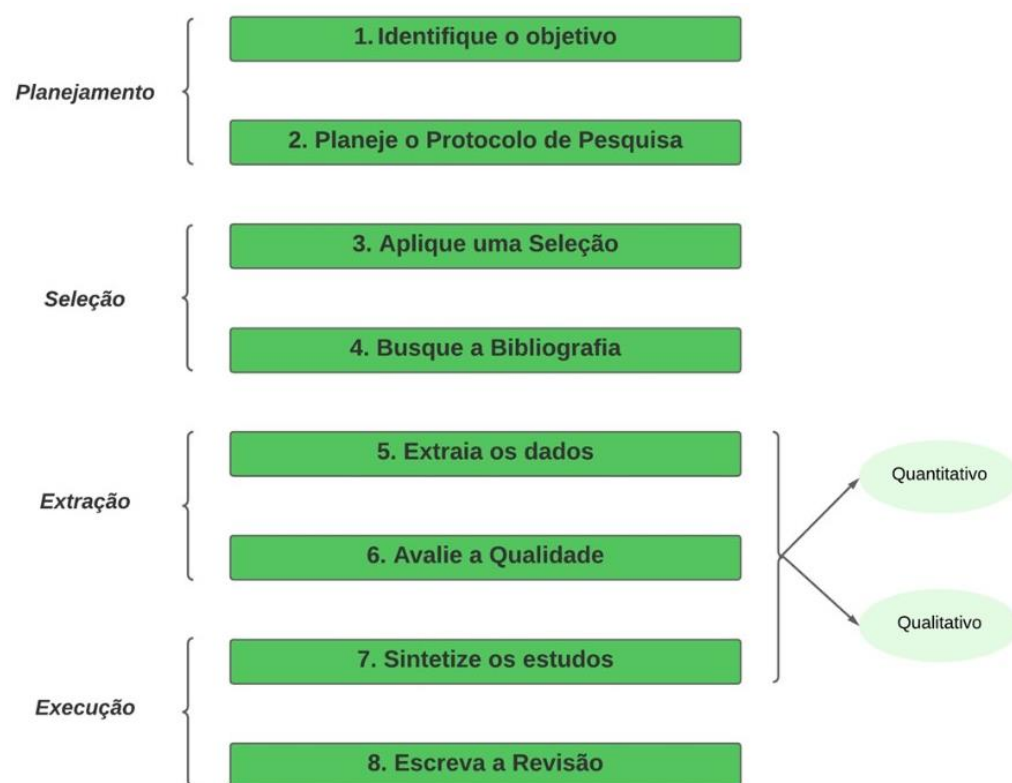 1. Identifique o objetivo
Planejamento
2. Planeje o Protocolo de Pesquisa
3. Aplique uma Seleção
Seleção
4. Busque a Bibliografia
5. Extraia os dados
Quantitativo
Extração
6. Avalie a Qualidade
Qualitativo
7. Sintetize os estudos
Execução
8. Escreva a Revisão